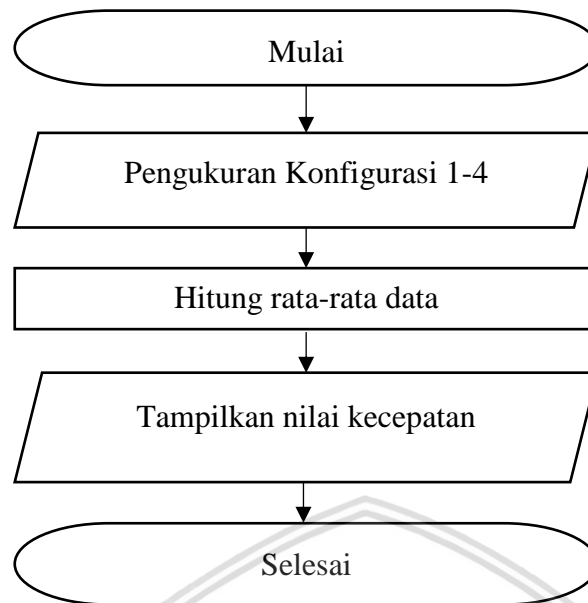 Mulai
Pengukuran Konfigurasi 1-4
Hitung rata-rata data
Tampilkan nilai kecepatan
Selesai